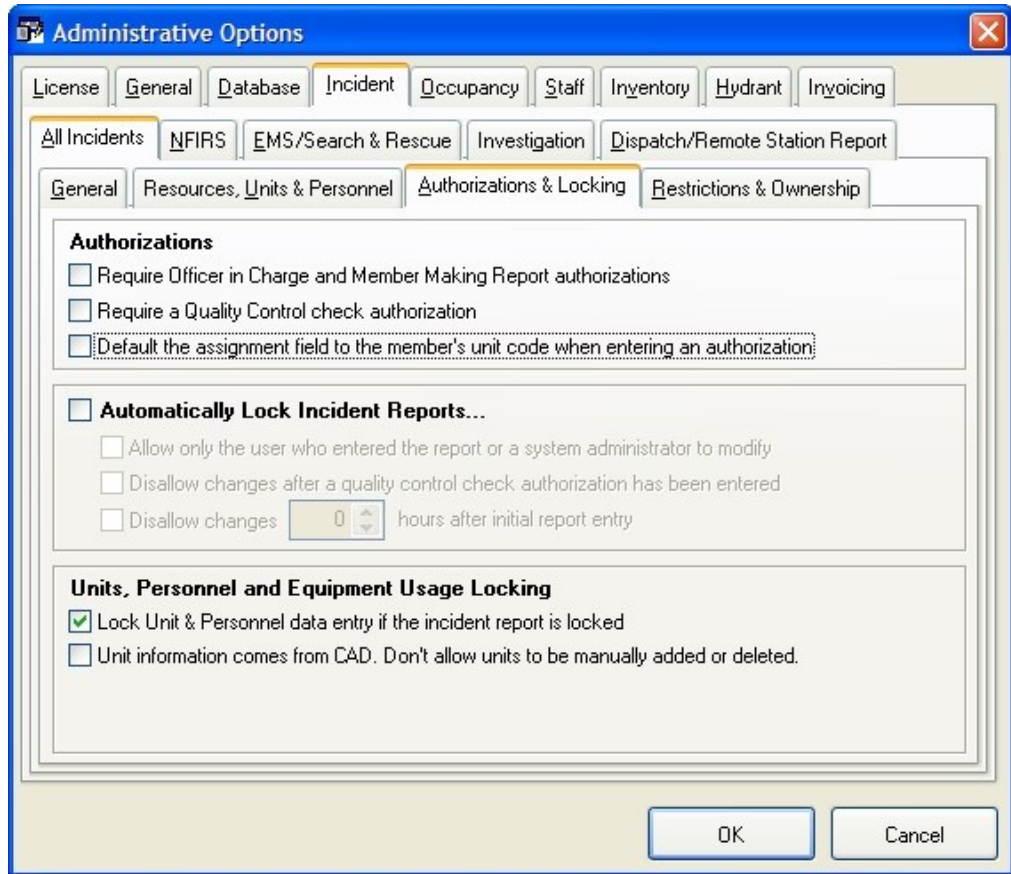 Administrative Options
License General Database Incident Occupancy Staff Inventory Hydrant Invoicing
All Incidents NFIRS EMS/Search & Rescue Investigation Dispatch/Remote Station Report
General Resources, Units & Personnel Authorizations & Locking Restrictions & Ownership
Authorizations
Require Officer in Charge and Member Making Report authorizations
Require a Quality Control check authorization
Default the assignment field to the member's unit code when entering an authorization
Automatically Lock Incident Reports...
Allow only the user who entered the report or a system administrator to modify
Disallow changes after a quality control check authorization has been entered
Disallow changes 0 hours after initial report entry
Units, Personnel and Equipment Usage Locking
Lock Unit & Personnel data entry if the incident report is locked
Unit information comes from CAD. Don't allow units to be manually added or deleted.
OK Cancel